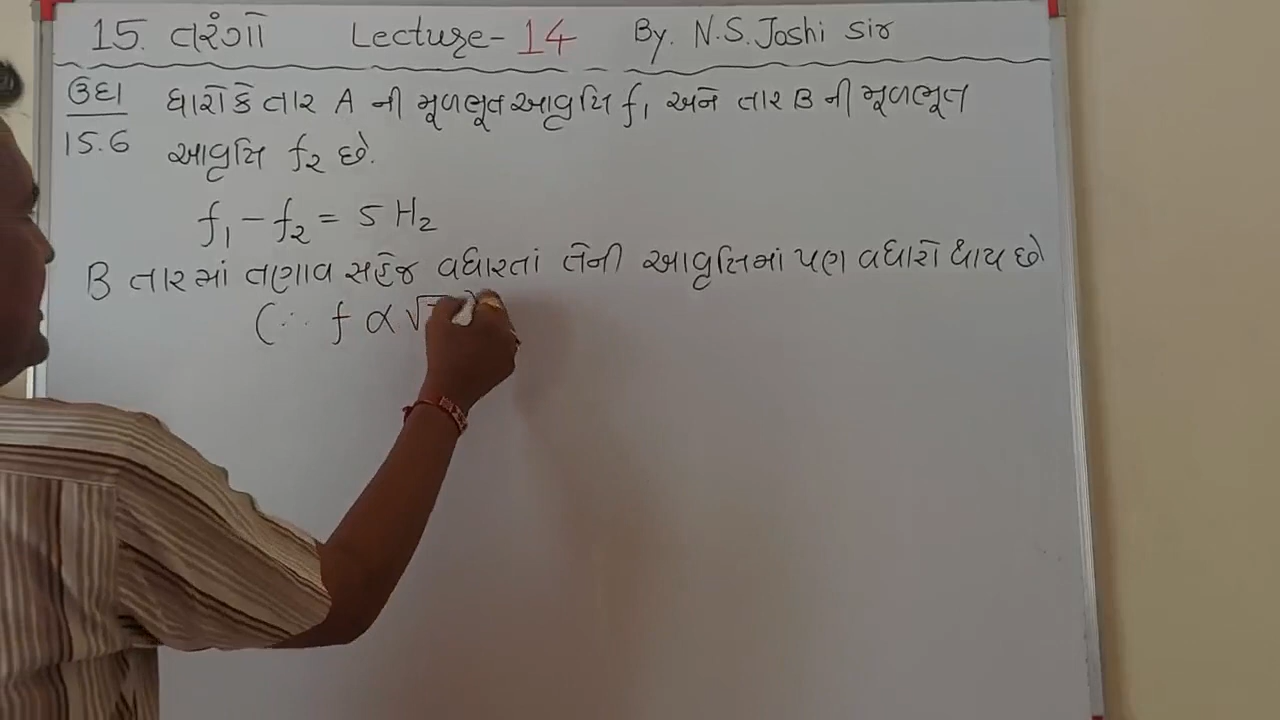 15. તરંગો Lecture-14 By. N.S.Joshi Sir
ઉદા 15.6
ધારોકે તાર A ની મૂળભૂત આવૃત્તિ f₁ અને તાર B ની મૂળભૂત
આવૃત્તિ f₂ છે.
f₁ - f₂ = 5 Hz
B તારમાં તણાવ સહેજ વધારતાં તેની આવૃત્તિમાં પણ વધારો થાય છે
(∵ f ∝ √